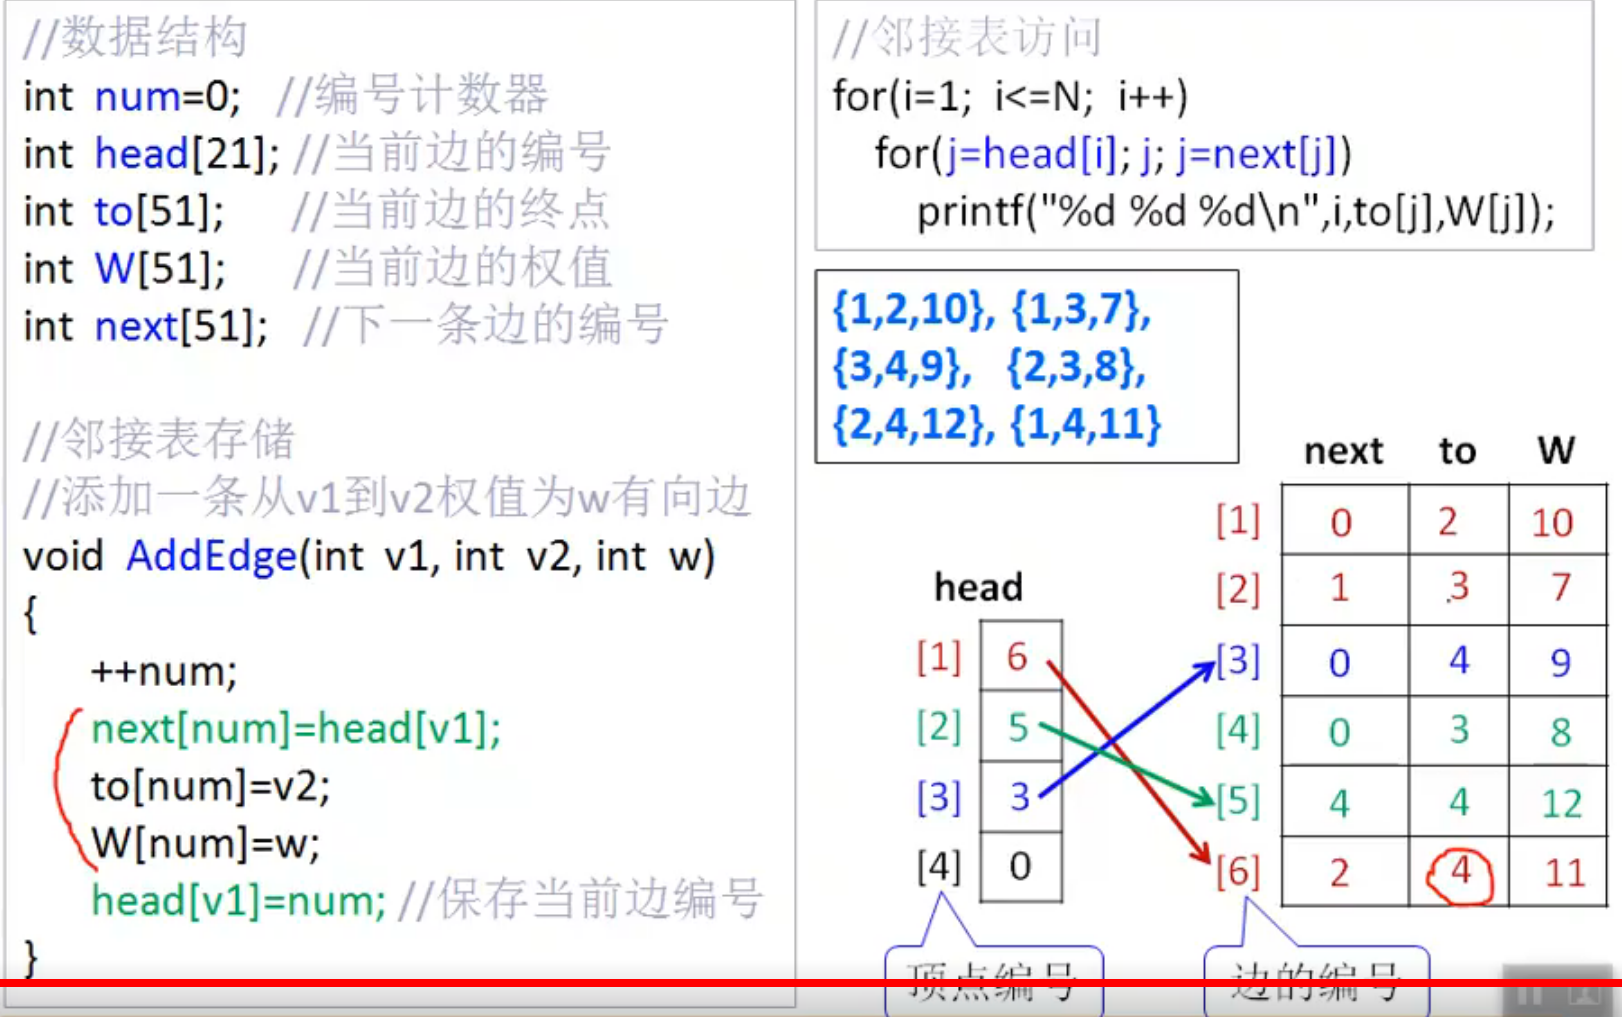 //数据结构
int num=0; //编号计数器
int head[21]; //当前边的编号
int to[51]; //当前边的终点
int W[51]; //当前边的权值
int next[51]; //下一条边的编号
//邻接表存储
//添加一条从v1到v2权值为w有向边
void AddEdge(int v1, int v2, int w)
{
++num;
next[num]=head[v1];
to[num]=v2;
W[num]=w;
head[v1]=num; //保存当前边编号
}
//邻接表访问
for(i=1; i<=N; i++)
for(j=head[i]; j; j=next[j])
printf("%d %d %d\n",i,to[j],W[j]);
{1,2,10}, {1,3,7},
{3,4,9}, {2,3,8},
{2,4,12}, {1,4,11}
head
[1] 6
[2] 5
[3] 3
[4] 0
顶点编号
next to W
[1] 0 2 10
[2] 1 3 7
[3] 0 4 9
[4] 0 3 8
[5] 4 4 12
[6] 2 4 11
边的编号